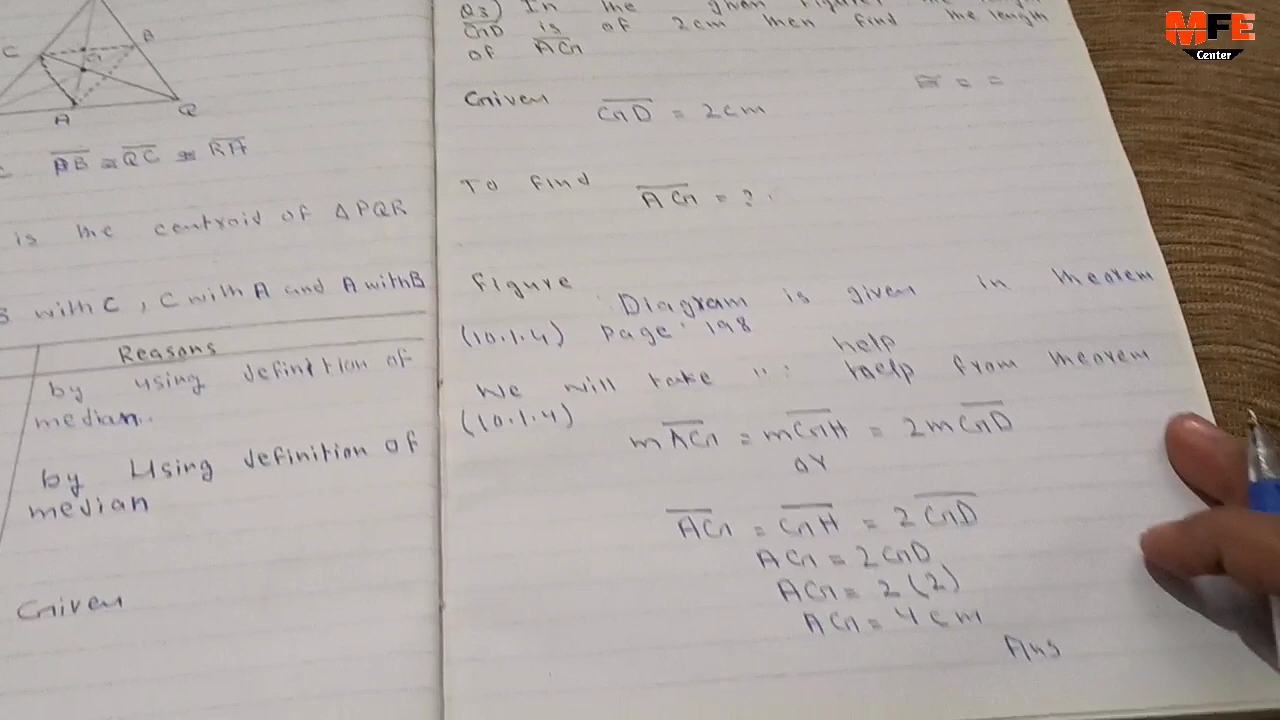 C
B
G
A
Q
PB ≅ QC ≅ RA
is the centroid of △PQR
B with C, C with A and A with B
Reasons
by using definition of
median..
by using definition of
median
Given
Q3) In the given figure, the length
GD is of 2cm then find the length
of AG
≅ = =
Given GD = 2cm
To find
AG = ?
Figure
Diagram is given in theorem
(10.1.4) Page: 198
help
We will take help from theorem
(10.1.4)
mAG = mGH = 2mGD
or
AG = GH = 2GD
AG = 2GD
AG = 2(2)
AG = 4cm
Ans
MFE
Center